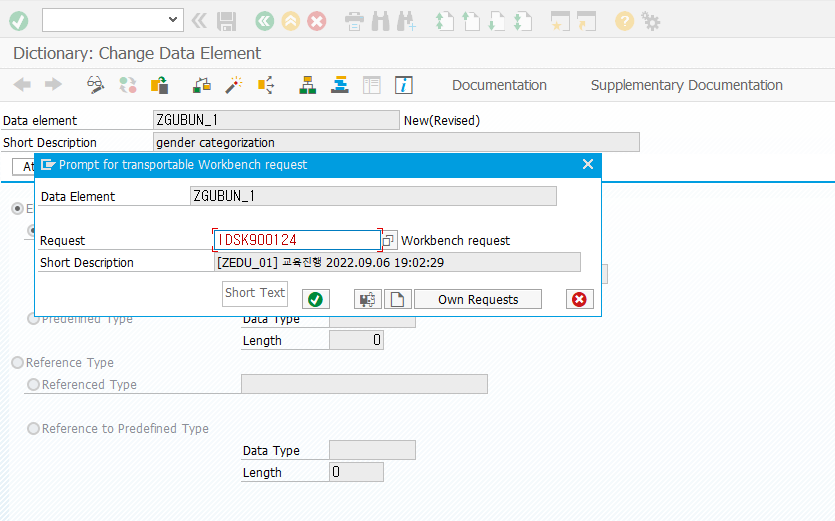 Dictionary: Change Data Element
Documentation Supplementary Documentation
Data element ZGUBUN_1 New(Revised)
Short Description gender categorization
At
Prompt for transportable Workbench request
Data Element ZGUBUN_1
E
Request IDSK900124 Workbench request
Short Description [ZEDU_01] 교육진행 2022.09.06 19:02:29
Short Text Own Requests
Predefined Type Data Type
Length 0
Reference Type
Referenced Type
Reference to Predefined Type
Data Type
Length 0